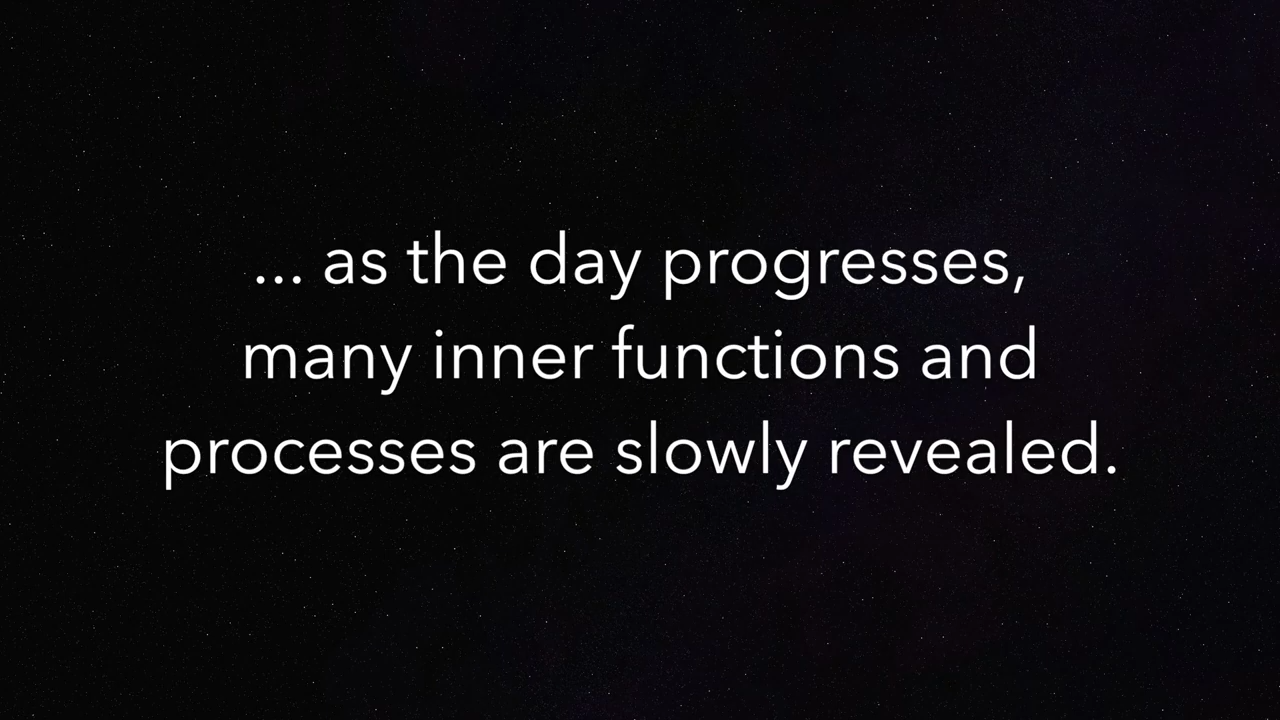 ... as the day progresses,
many inner functions and
processes are slowly revealed.